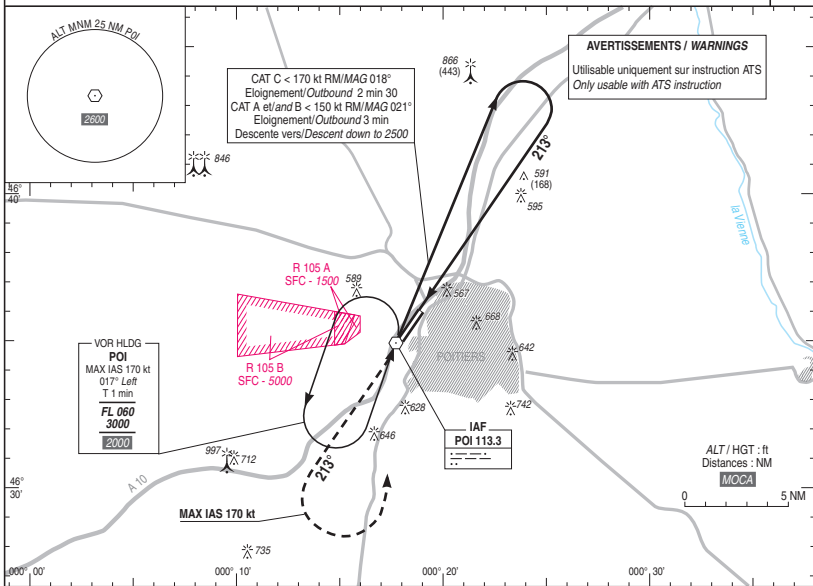 ALT MNM 25 NM POI
2600
866
(443)
AVERTISSEMENTS / WARNINGS
Utilisable uniquement sur instruction ATS
Only usable with ATS instruction
CAT C < 170 kt RM/MAG 018°
Eloignement/Outbound 2 min 30
CAT A et/and B < 150 kt RM/MAG 021°
Eloignement/Outbound 3 min
Descente vers/Descent down to 2500
213°
846
591
(168)
595
46°
40'
la Vienne
R 105 A
SFC - 1500
589
567
668
VOR HLDG
POI
MAX IAS 170 kt
017° Left
T 1 min
FL 060
3000
2000
R 105 B
SFC - 5000
POITIERS
642
628
742
646
IAF
POI 113.3
997
712
213°
A 10
ALT / HGT : ft
Distances : NM
MOCA
0 5 NM
46°
30'
MAX IAS 170 kt
735
000°, 00'
000°, 10'
000°, 20'
000°, 30'